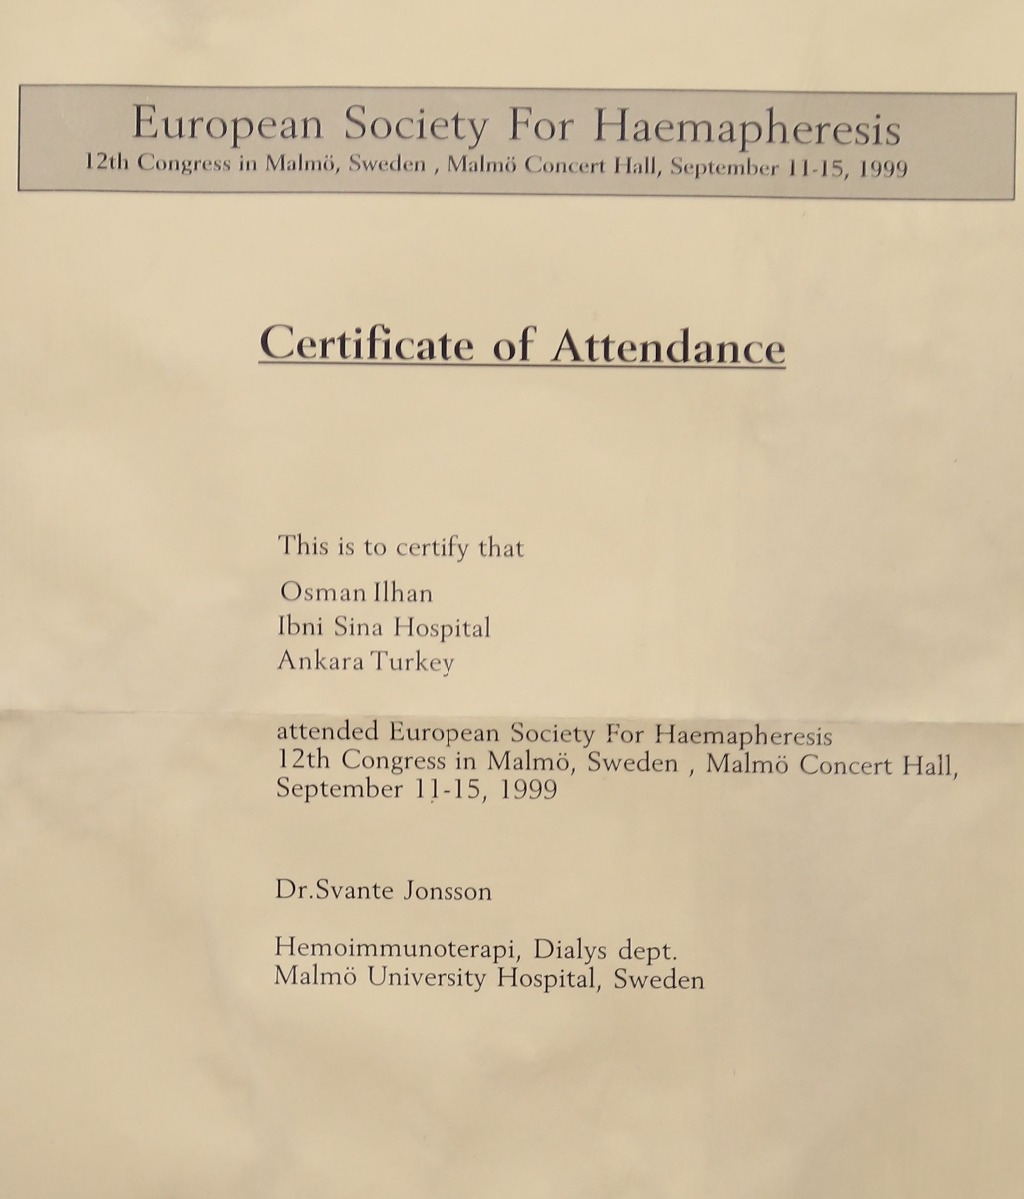 European Society For Haemapheresis
12th Congress in Malmö, Sweden , Malmö Concert Hall, September 11-15, 1999
Certificate of Attendance
This is to certify that
Osman Ilhan
Ibni Sina Hospital
Ankara Turkey
attended European Society For Haemapheresis
12th Congress in Malmö, Sweden , Malmö Concert Hall,
September 11-15, 1999
Dr.Svante Jonsson
Hemoimmunoterapi, Dialys dept.
Malmö University Hospital, Sweden